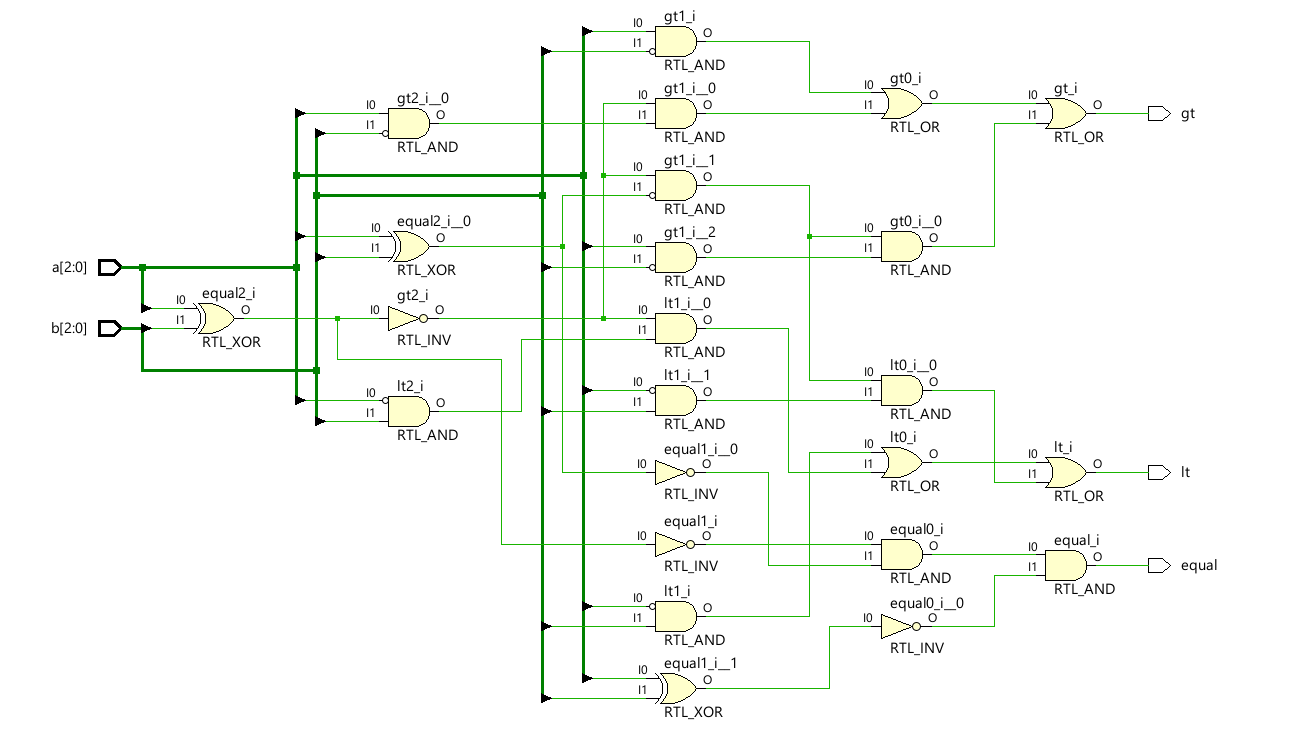 a[2:0]
b[2:0]
equal2_i
I0
I1
O
RTL_XOR
gt2_i__0
I0
I1
O
RTL_AND
equal2_i__0
I0
I1
O
RTL_XOR
gt2_i
I0
O
RTL_INV
lt2_i
I0
I1
O
RTL_AND
gt1_i
I0
I1
O
RTL_AND
gt1_i__0
I0
I1
O
RTL_AND
gt1_i__1
I0
I1
O
RTL_AND
gt1_i__2
I0
I1
O
RTL_AND
lt1_i__0
I0
I1
O
RTL_AND
lt1_i__1
I0
I1
O
RTL_AND
equal1_i__0
I0
O
RTL_INV
equal1_i
I0
O
RTL_INV
lt1_i
I0
I1
O
RTL_AND
equal1_i__1
I0
I1
O
RTL_XOR
gt0_i
I0
I1
O
RTL_OR
gt0_i__0
I0
I1
O
RTL_AND
lt0_i__0
I0
I1
O
RTL_AND
lt0_i
I0
I1
O
RTL_OR
equal0_i
I0
I1
O
RTL_AND
equal0_i__0
I0
O
RTL_INV
gt_i
I0
I1
O
RTL_OR
lt_i
I0
I1
O
RTL_OR
equal_i
I0
I1
O
RTL_AND
gt
lt
equal